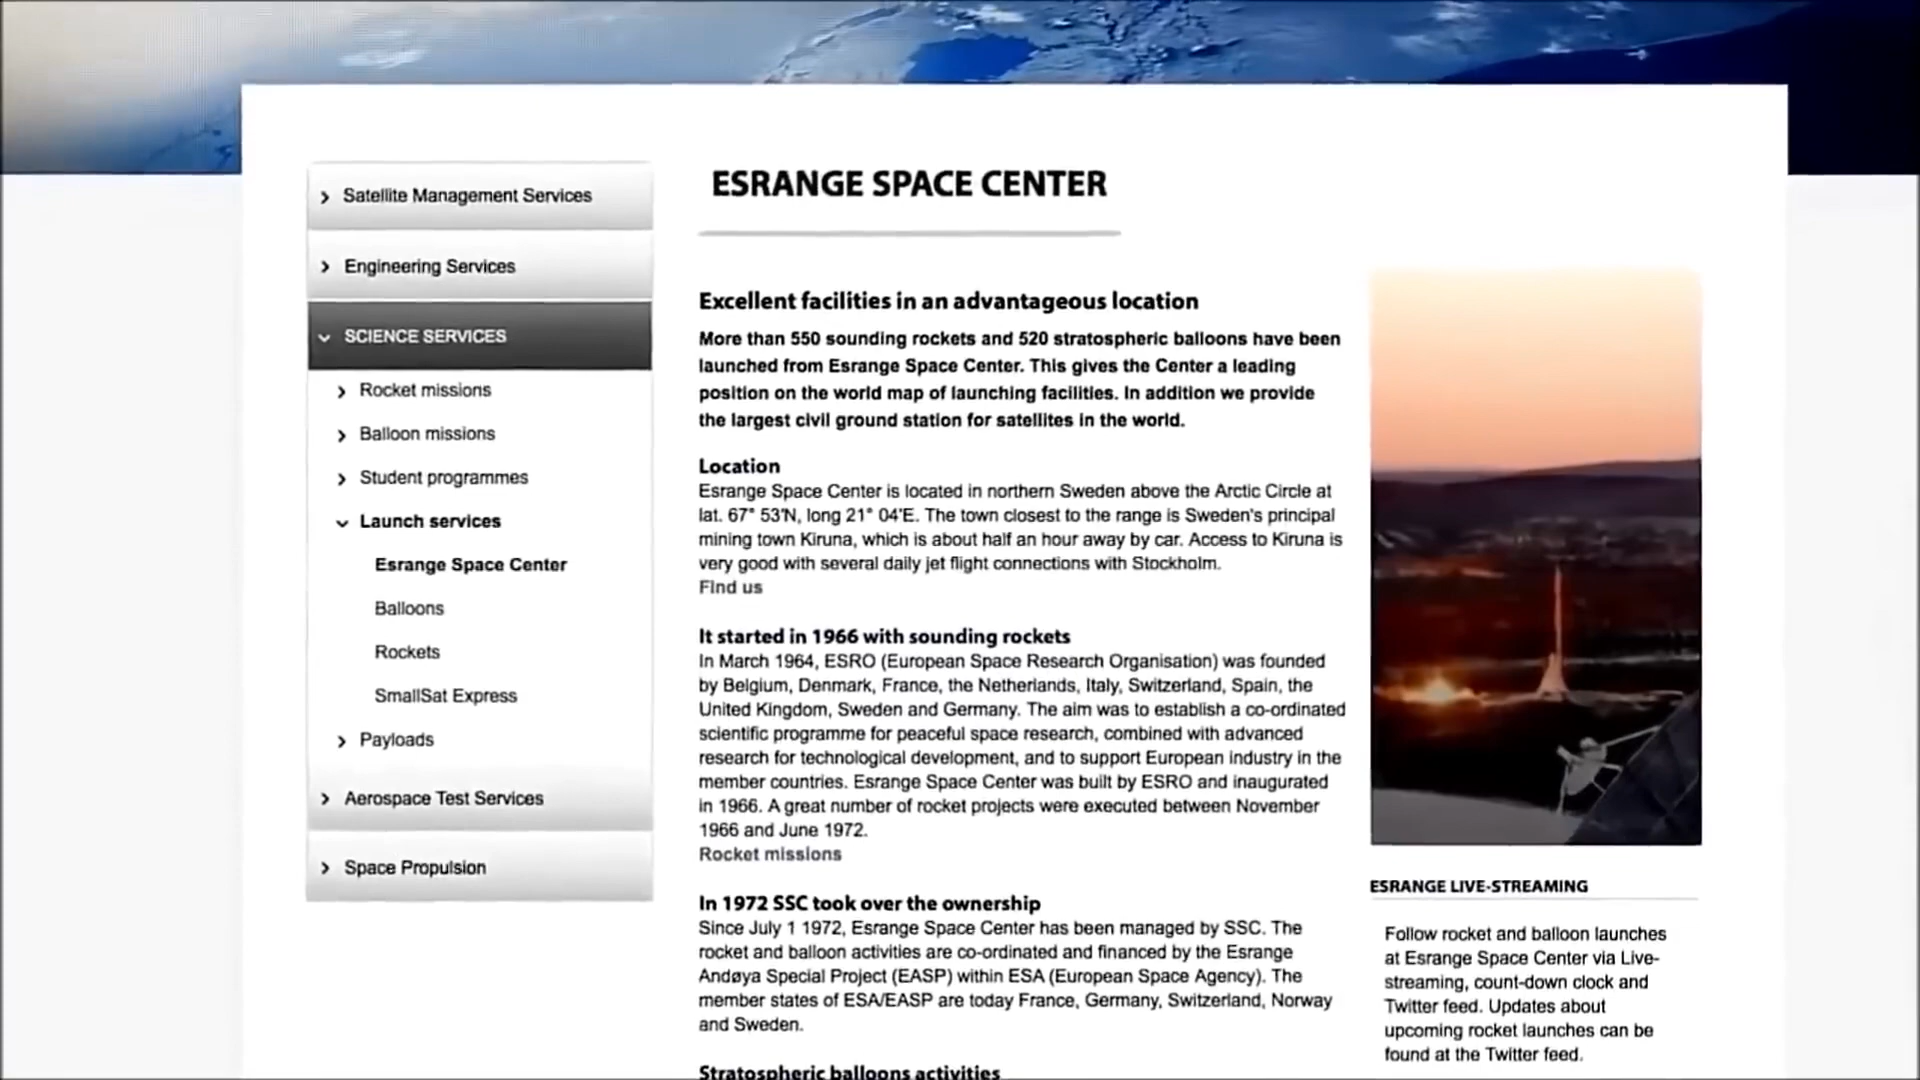 Satellite Management Services
Engineering Services
SCIENCE SERVICES
Rocket missions
Balloon missions
Student programmes
Launch services
Esrange Space Center
Balloons
Rockets
SmallSat Express
Payloads
Aerospace Test Services
Space Propulsion
ESRANGE SPACE CENTER
Excellent facilities in an advantageous location
More than 550 sounding rockets and 520 stratospheric balloons have been
launched from Esrange Space Center. This gives the Center a leading
position on the world map of launching facilities. In addition we provide
the largest civil ground station for satellites in the world.
Location
Esrange Space Center is located in northern Sweden above the Arctic Circle at
lat. 67° 53'N, long 21° 04'E. The town closest to the range is Sweden's principal
mining town Kiruna, which is about half an hour away by car. Access to Kiruna is
very good with several daily jet flight connections with Stockholm.
Find us
It started in 1966 with sounding rockets
In March 1964, ESRO (European Space Research Organisation) was founded
by Belgium, Denmark, France, the Netherlands, Italy, Switzerland, Spain, the
United Kingdom, Sweden and Germany. The aim was to establish a co-ordinated
scientific programme for peaceful space research, combined with advanced
research for technological development, and to support European industry in the
member countries. Esrange Space Center was built by ESRO and inaugurated
in 1966. A great number of rocket projects were executed between November
1966 and June 1972.
Rocket missions
In 1972 SSC took over the ownership
Since July 1 1972, Esrange Space Center has been managed by SSC. The
rocket and balloon activities are co-ordinated and financed by the Esrange
Andøya Special Project (EASP) within ESA (European Space Agency). The
member states of ESA/EASP are today France, Germany, Switzerland, Norway
and Sweden.
Stratospheric balloons activities
ESRANGE LIVE-STREAMING
Follow rocket and balloon launches
at Esrange Space Center via Live-
streaming, count-down clock and
Twitter feed. Updates about
upcoming rocket launches can be
found at the Twitter feed.